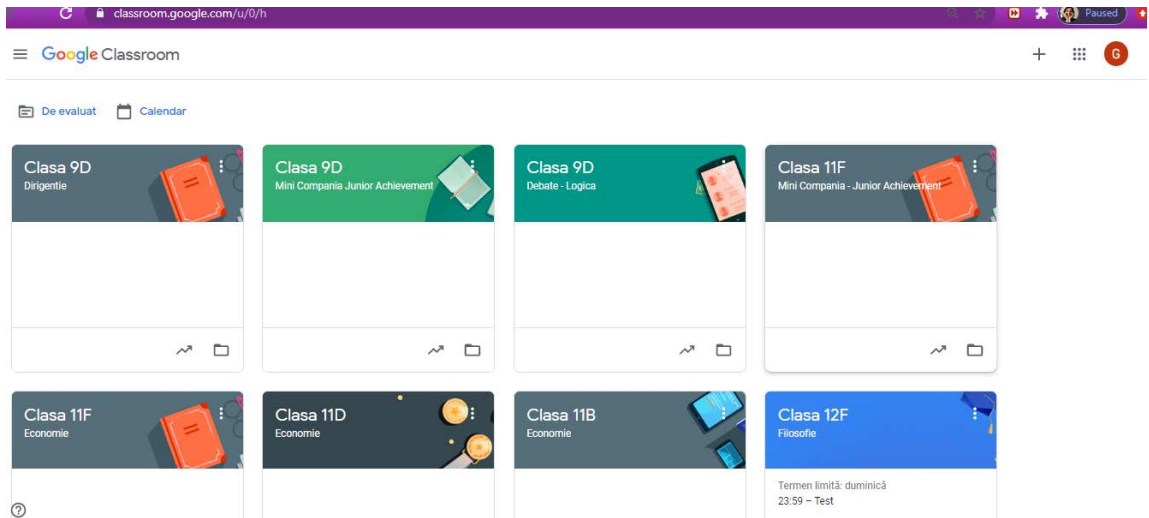 classroom.google.com/u/0/h
Paused
Google Classroom
G
De evaluat
Calendar
Clasa 9D
Dirigentie
Clasa 9D
Mini Compania Junior Achievement
Clasa 9D
Debate - Logica
Clasa 11F
Mini Compania - Junior Achievement
Clasa 11F
Economie
Clasa 11D
Economie
Clasa 11B
Economie
Clasa 12F
Filosofie
Termen limită: duminică
23:59 – Test